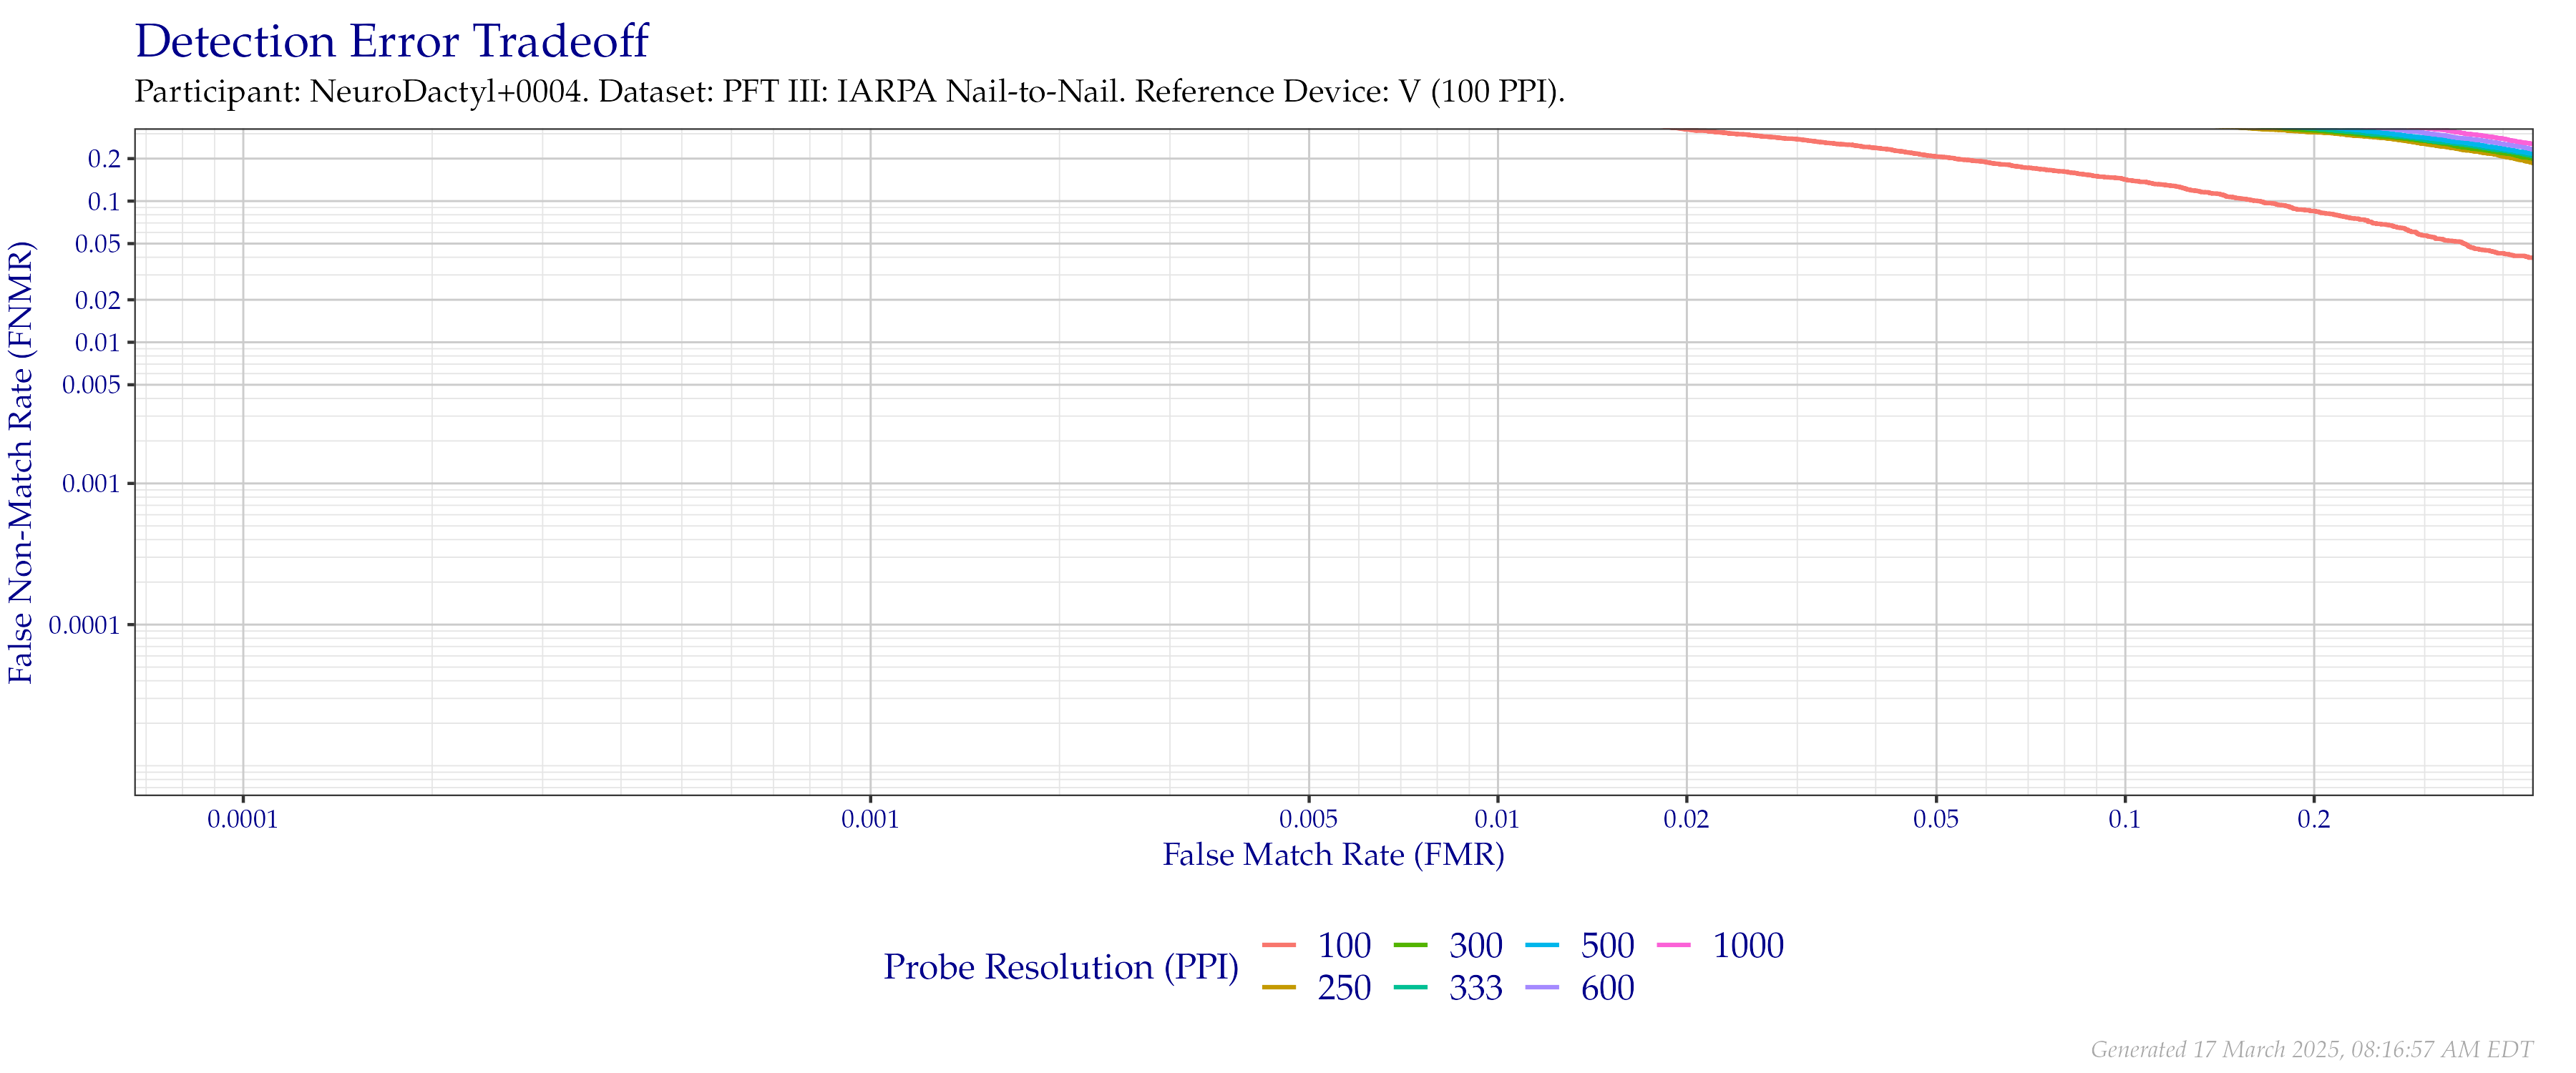 Detection Error Tradeoff
Participant: NeuroDactyl+0004. Dataset: PFT III: IARPA Nail-to-Nail. Reference Device: V (100 PPI).
False Non-Match Rate (FNMR)
0.2
0.1
0.05
0.02
0.01
0.005
0.001
0.0001
0.0001 0.001 0.005 0.01 0.02 0.05 0.1 0.2
False Match Rate (FMR)
Probe Resolution (PPI)
100 300 500 1000
250 333 600
Generated 17 March 2025, 08:16:57 AM EDT